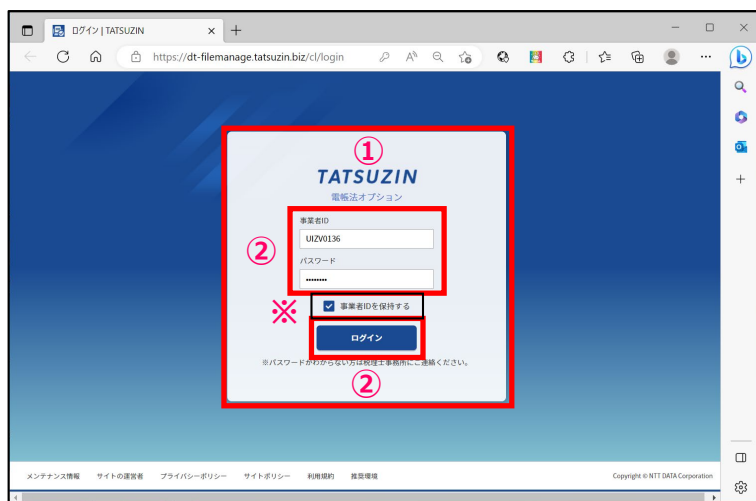 ログイン | TATSUZIN
https://dt-filemanage.tatsuzin.biz/cl/login
①
TATSUZIN
電帳法オプション
事業者ID
UIZV0136
②
パスワード
••••••••
※
事業者IDを保持する
ログイン
※パスワードがわからない方は税理士事務所にご連絡ください。
②
メンテナンス情報 サイトの運営者 プライバシーポリシー サイトポリシー 利用規約 推奨環境 Copyright © NTT DATA Corporation